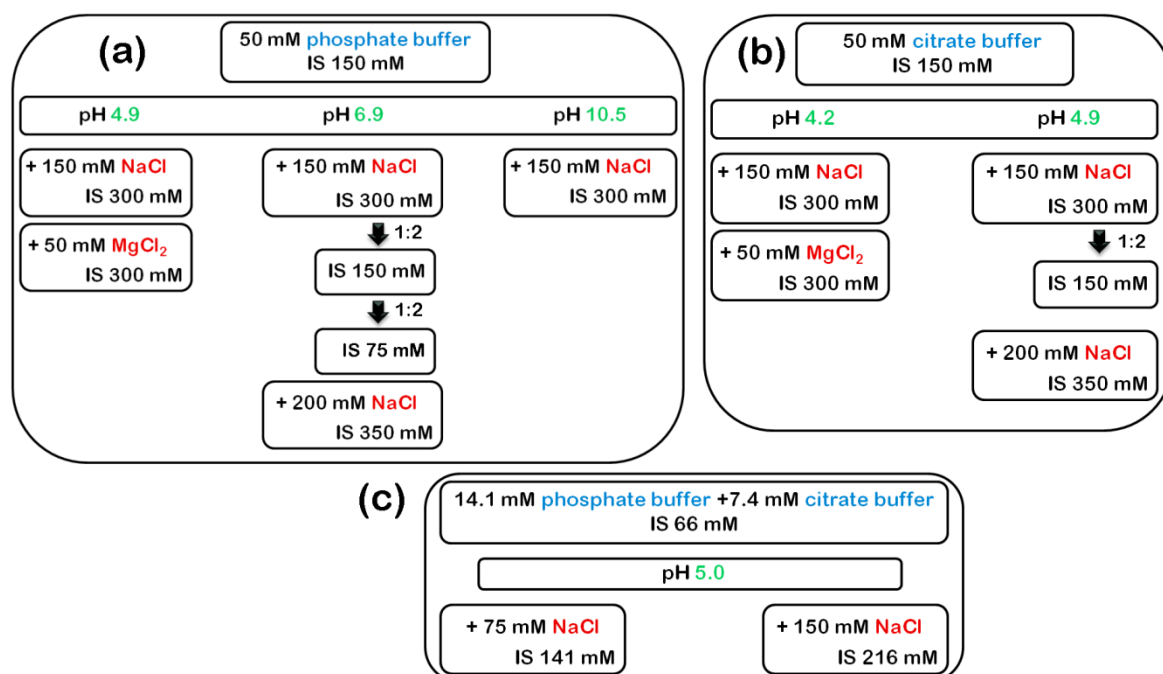 (a)
50 mM phosphate buffer
IS 150 mM
pH 4.9
pH 6.9
pH 10.5
+ 150 mM NaCl
IS 300 mM
+ 50 mM MgCl₂
IS 300 mM
+ 150 mM NaCl
IS 300 mM
1:2
IS 150 mM
1:2
IS 75 mM
+ 200 mM NaCl
IS 350 mM
+ 150 mM NaCl
IS 300 mM
(b)
50 mM citrate buffer
IS 150 mM
pH 4.2
pH 4.9
+ 150 mM NaCl
IS 300 mM
+ 50 mM MgCl₂
IS 300 mM
+ 150 mM NaCl
IS 300 mM
1:2
IS 150 mM
+ 200 mM NaCl
IS 350 mM
(c)
14.1 mM phosphate buffer +7.4 mM citrate buffer
IS 66 mM
pH 5.0
+ 75 mM NaCl
IS 141 mM
+ 150 mM NaCl
IS 216 mM